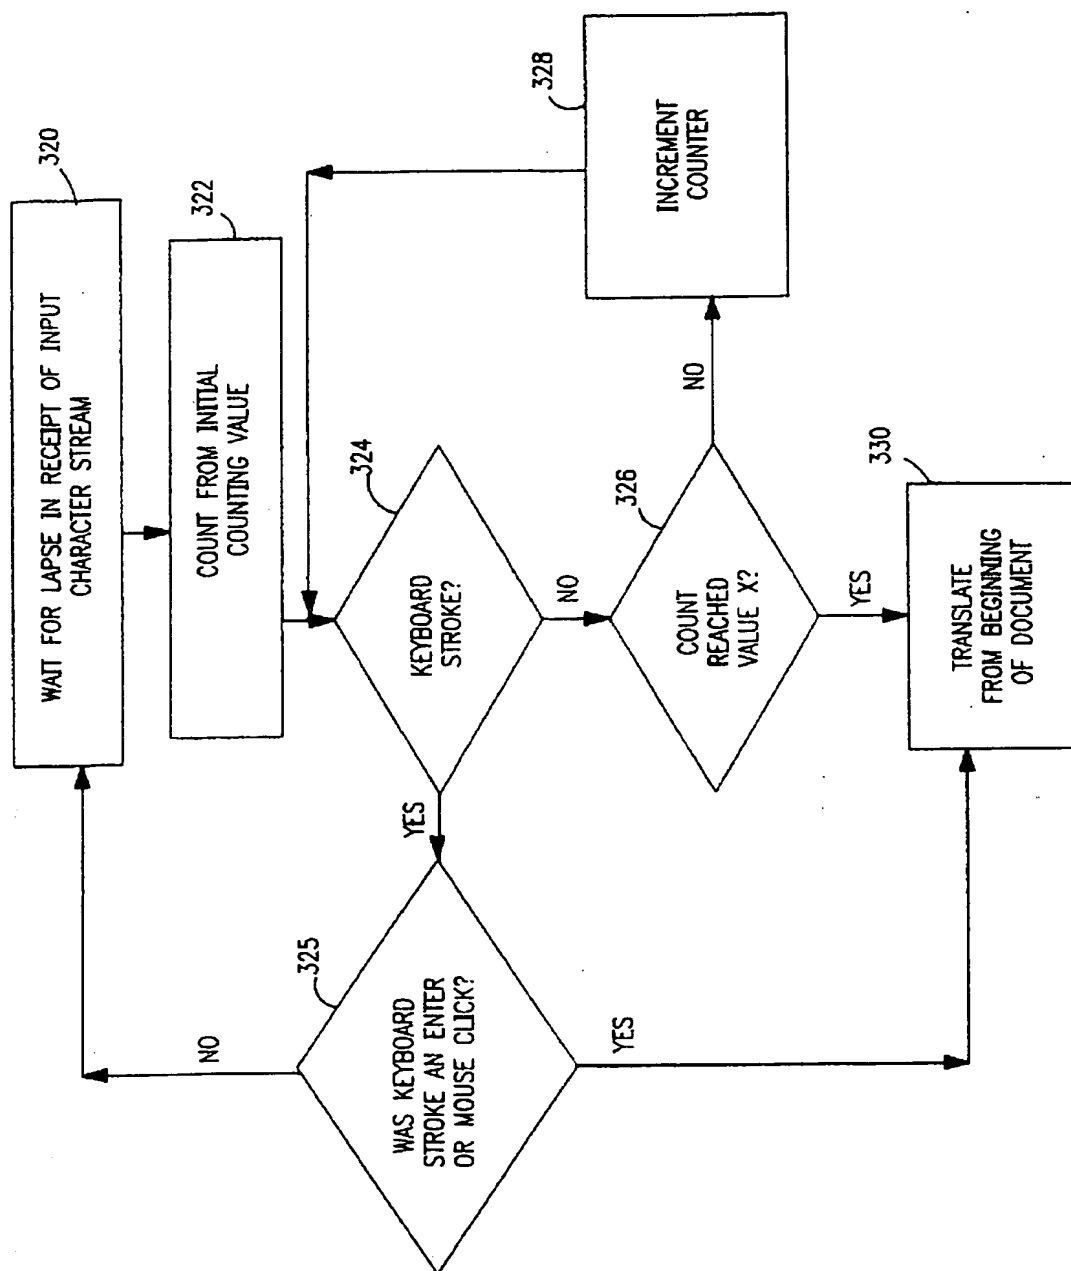 320
WAIT FOR LAPSE IN RECEIPT OF INPUT
CHARACTER STREAM
322
COUNT FROM INITIAL
COUNTING VALUE
324
KEYBOARD
STROKE?
YES
NO
325
WAS KEYBOARD
STROKE AN ENTER
OR MOUSE CLICK?
NO
YES
326
COUNT
REACHED
VALUE X?
NO
YES
328
INCREMENT
COUNTER
330
TRANSLATE
FROM BEGINNING
OF DOCUMENT